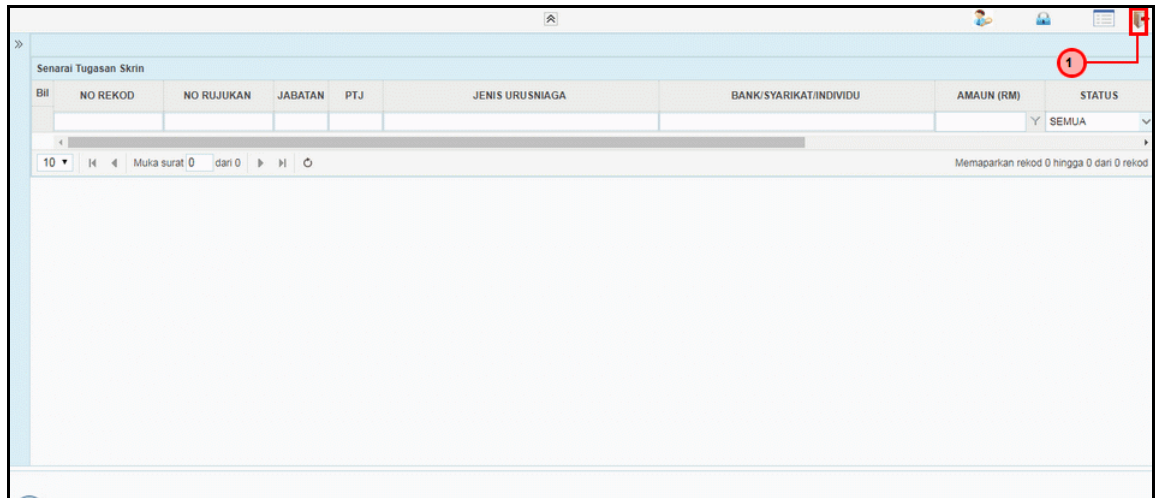 1
Senarai Tugasan Skrin
Bil NO REKOD NO RUJUKAN JABATAN PTJ JENIS URUSNIAGA BANK/SYARIKAT/INDIVIDU AMAUN (RM) STATUS
SEMUA
10 Muka surat 0 dari 0 Memaparkan rekod 0 hingga 0 dari 0 rekod